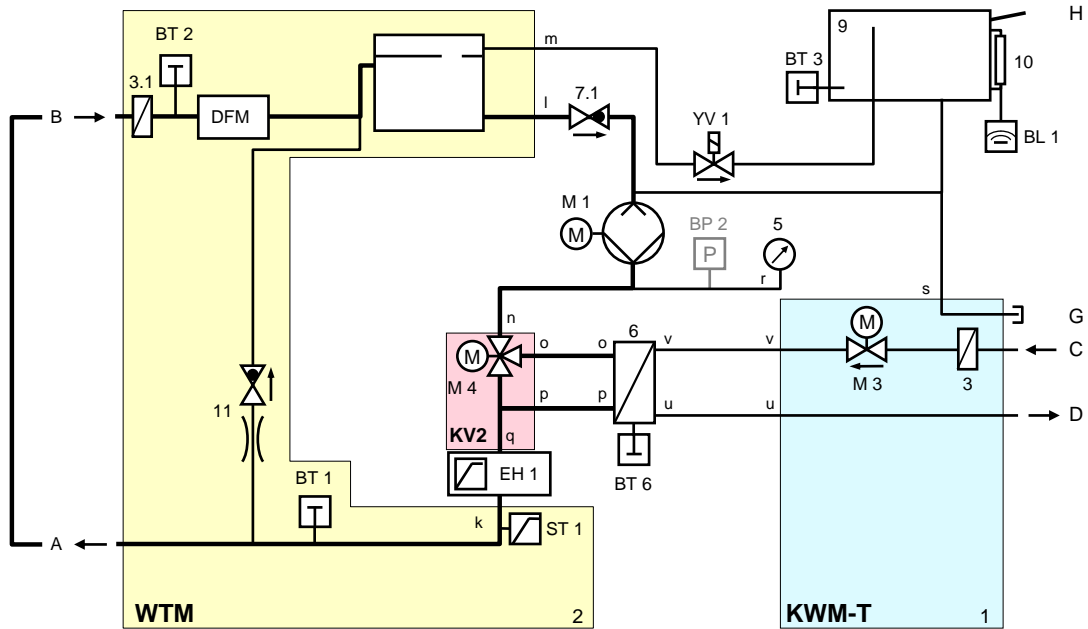 H
9
BT 3
10
BL 1
m
BT 2
3.1
B
DFM
l
7.1
YV 1
M 1
M
BP 2
P
5
r
s
G
n
M
6
o
o
v
v
M
C
M 4
M 3
3
p
p
u
u
D
KV2
q
11
EH 1
BT 6
BT 1
k
ST 1
A
WTM
2
KWM-T
1